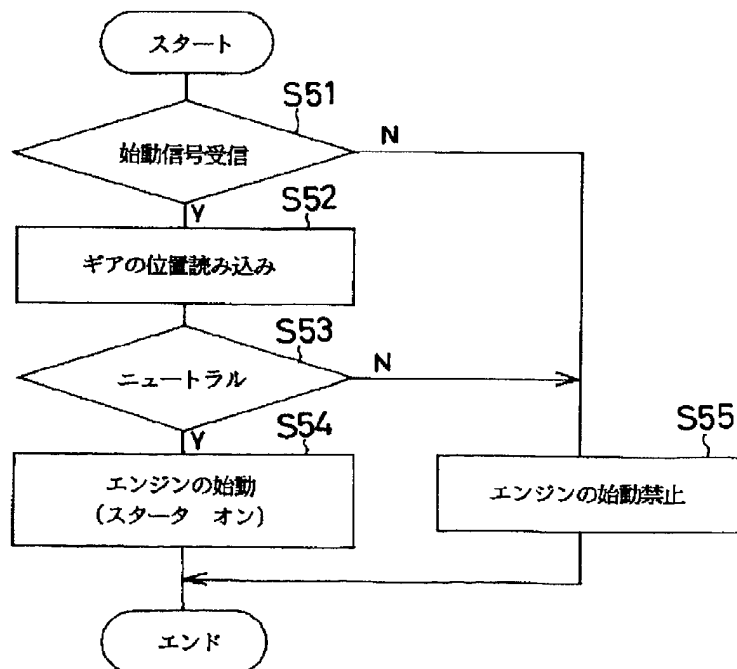 スタート
S51
始動信号受信
N
Y
S52
ギアの位置読み込み
S53
ニュートラル
N
Y
S54
エンジンの始動
(スタータ オン)
S55
エンジンの始動禁止
エンド